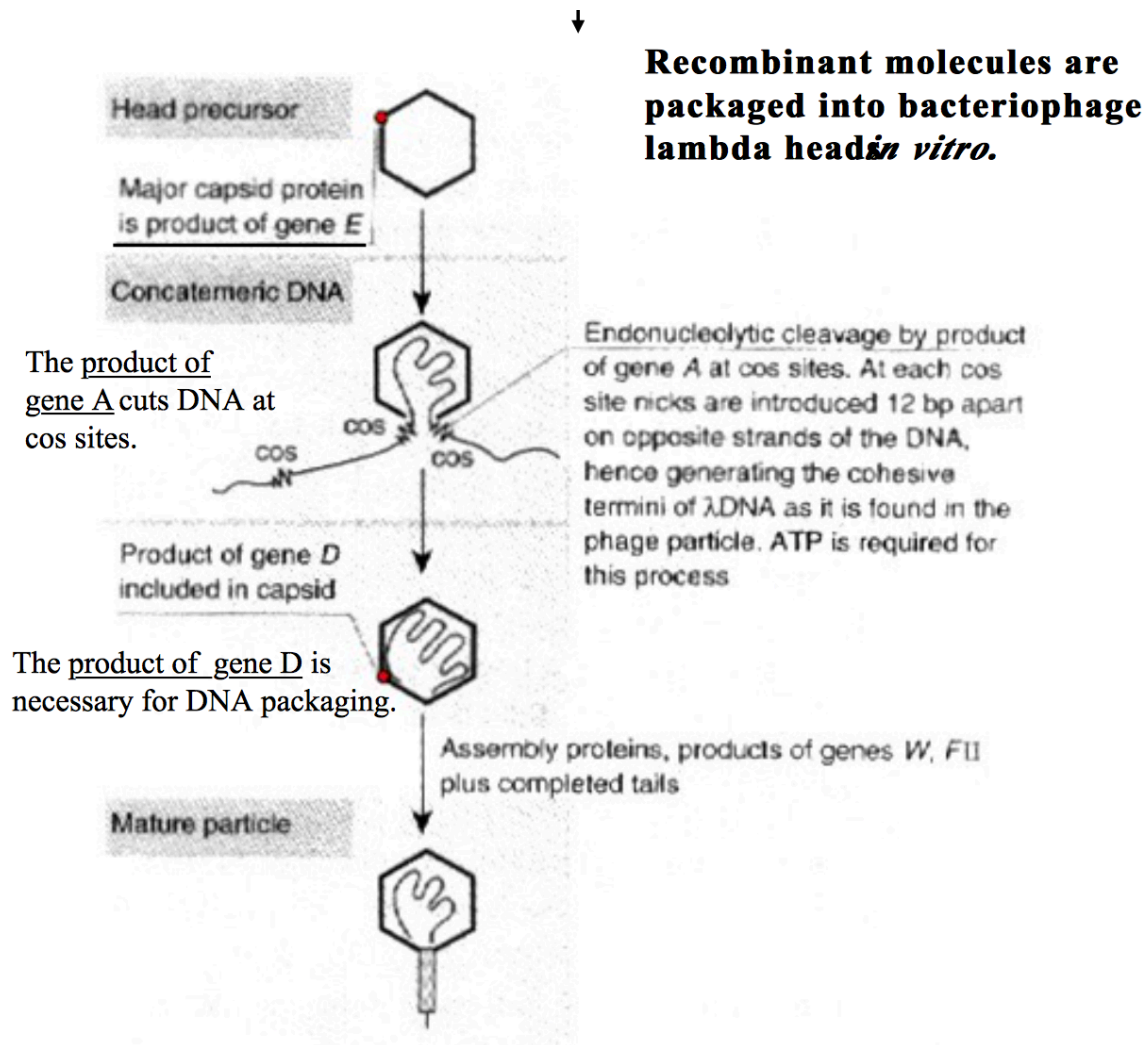 Recombinant molecules are
packaged into bacteriophage
lambda headsin vitro.
Head precursor
Major capsid protein
is product of gene E
Concatemeric DNA
The product of
gene A cuts DNA at
cos sites.
cos
cos
cos
Endonucleolytic cleavage by product
of gene A at cos sites. At each cos
site nicks are introduced 12 bp apart
on opposite strands of the DNA,
hence generating the cohesive
termini of λDNA as it is found in the
phage particle. ATP is required for
this process
Product of gene D
included in capsid
The product of gene D is
necessary for DNA packaging.
Assembly proteins, products of genes W, FII
plus completed tails
Mature particle